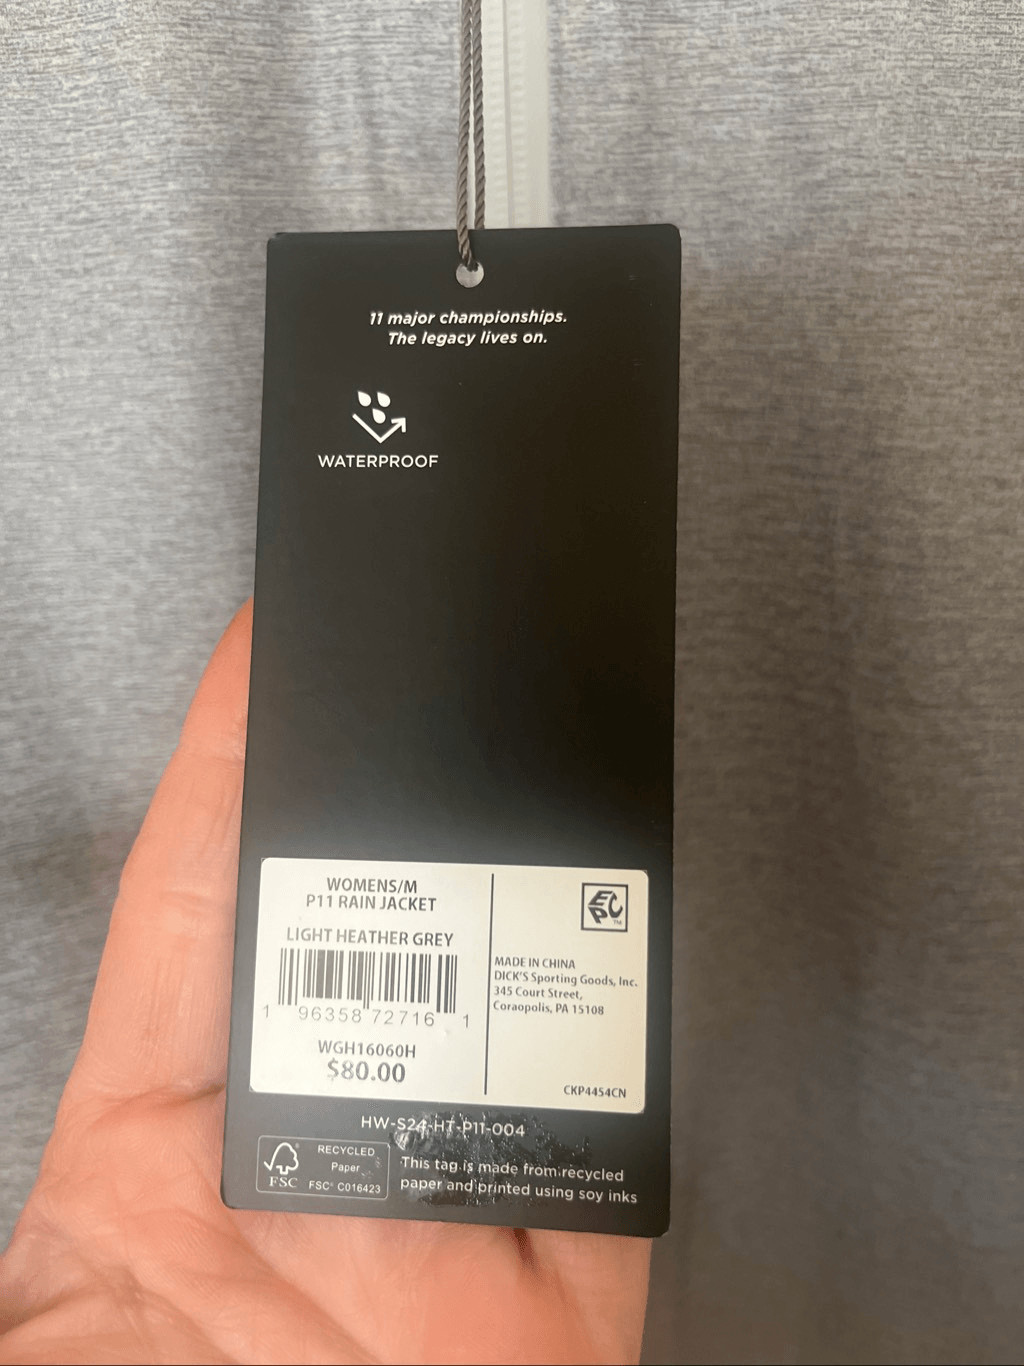 11 major championships.
The legacy lives on.
WATERPROOF
WOMENS/M
P11 RAIN JACKET
LIGHT HEATHER GREY
1 96358 72716 1
WGH16060H
$80.00
EC
PC TM
MADE IN CHINA
DICK'S Sporting Goods, Inc.
345 Court Street,
Coraopolis, PA 15108
CKP4454CN
HW-S24-HT-P11-004
FSC®
RECYCLED
Paper
FSC® C016423
This tag is made from recycled
paper and printed using soy inks